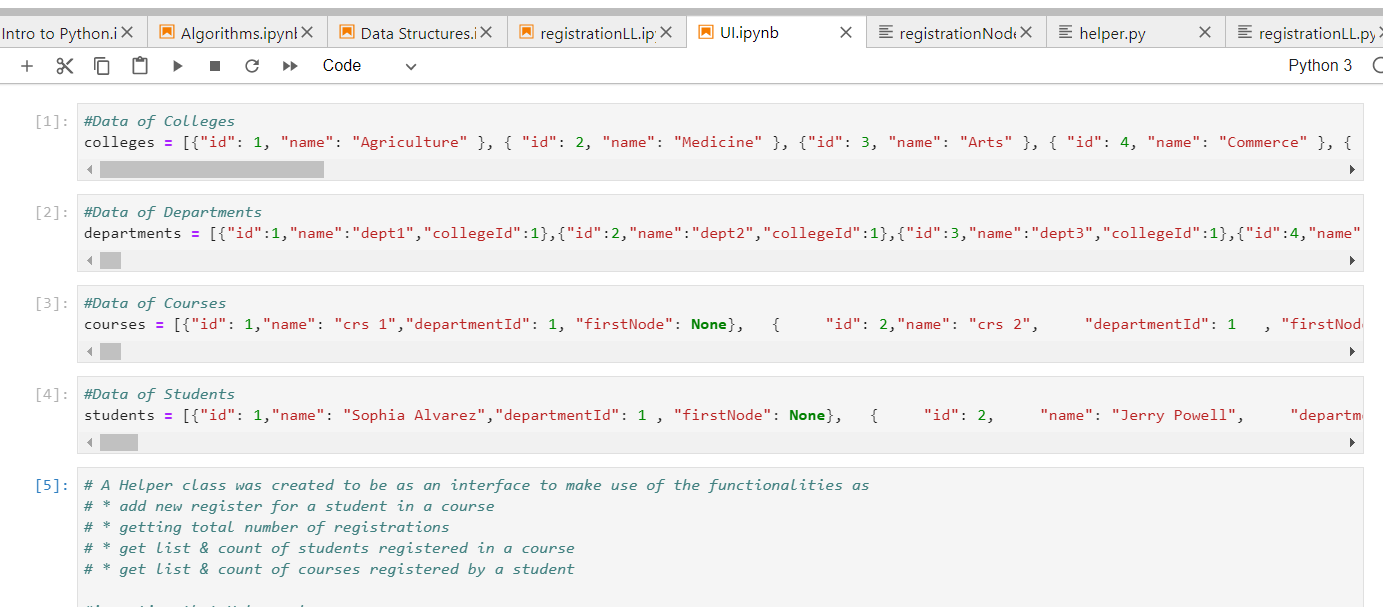 Intro to Python.i Algorithms.ipynb Data Structures.i registrationLL.ipy UI.ipynb registrationNode helper.py registrationLL.py
Code Python 3
[1]: #Data of Colleges
colleges = [{"id": 1, "name": "Agriculture" }, { "id": 2, "name": "Medicine" }, {"id": 3, "name": "Arts" }, { "id": 4, "name": "Commerce" }, {
[2]: #Data of Departments
departments = [{"id":1,"name":"dept1","collegeId":1},{"id":2,"name":"dept2","collegeId":1},{"id":3,"name":"dept3","collegeId":1},{"id":4,"name"
[3]: #Data of Courses
courses = [{"id": 1,"name": "crs 1","departmentId": 1, "firstNode": None}, { "id": 2,"name": "crs 2", "departmentId": 1 , "firstNode
[4]: #Data of Students
students = [{"id": 1,"name": "Sophia Alvarez","departmentId": 1 , "firstNode": None}, { "id": 2, "name": "Jerry Powell", "departm
[5]: # A Helper class was created to be as an interface to make use of the functionalities as
# * add new register for a student in a course
# * getting total number of registrations
# * get list & count of students registered in a course
# * get list & count of courses registered by a student